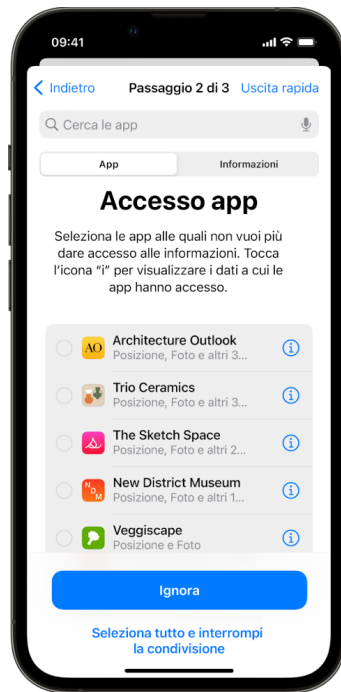 09:41
Indietro Passaggio 2 di 3 Uscita rapida
Cerca le app
App Informazioni
Accesso app
Seleziona le app alle quali non vuoi più
dare accesso alle informazioni. Tocca
l'icona "i" per visualizzare i dati a cui le
app hanno accesso.
AO Architecture Outlook
Posizione, Foto e altri 3...
Trio Ceramics
Posizione, Foto e altri 3...
The Sketch Space
Posizione, Foto e altri 2...
NDM New District Museum
Posizione, Foto e altri 1...
Veggiscape
Posizione e Foto
Ignora
Seleziona tutto e interrompi
la condivisione